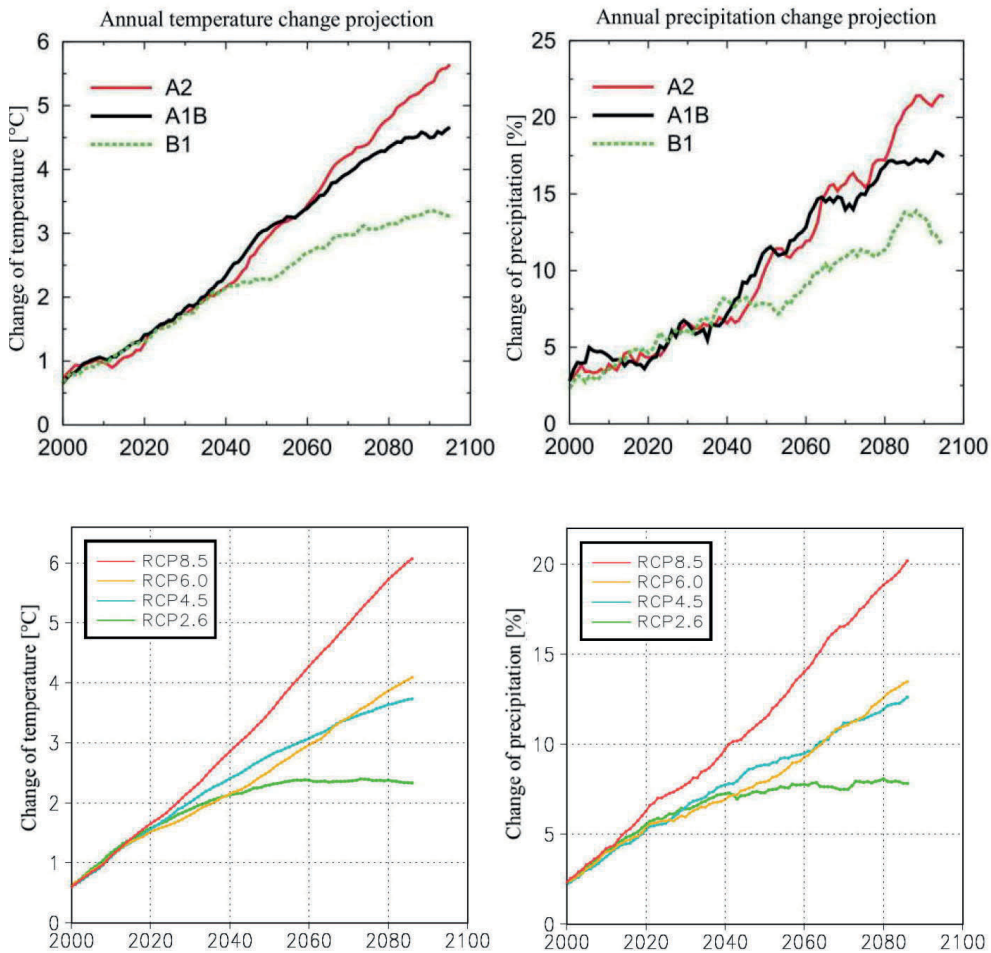 Annual temperature change projection
Change of temperature [°C]
6
5
4
3
2
1
0
A2
A1B
B1
2000 2020 2040 2060 2080 2100
Annual precipitation change projection
Change of precipitation [%]
25
20
15
10
5
0
A2
A1B
B1
2000 2020 2040 2060 2080 2100
Change of temperature [°C]
6
5
4
3
2
1
0
RCP8.5
RCP6.0
RCP4.5
RCP2.6
2000 2020 2040 2060 2080 2100
Change of precipitation [%]
20
15
10
5
0
RCP8.5
RCP6.0
RCP4.5
RCP2.6
2000 2020 2040 2060 2080 2100